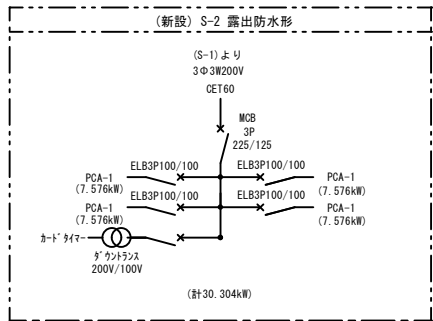 (新設) S-2 露出防水形
(S-1)より
3Φ3W200V
CET60
MCB
3P
225/125
ELB3P100/100
ELB3P100/100
PCA-1
(7.576kW)
PCA-1
(7.576kW)
ELB3P100/100
ELB3P100/100
PCA-1
(7.576kW)
PCA-1
(7.576kW)
ｶｰﾄﾞﾀｲﾏｰ
ﾀﾞｳﾝﾄﾗﾝｽ
200V/100V
(計30.304kW)